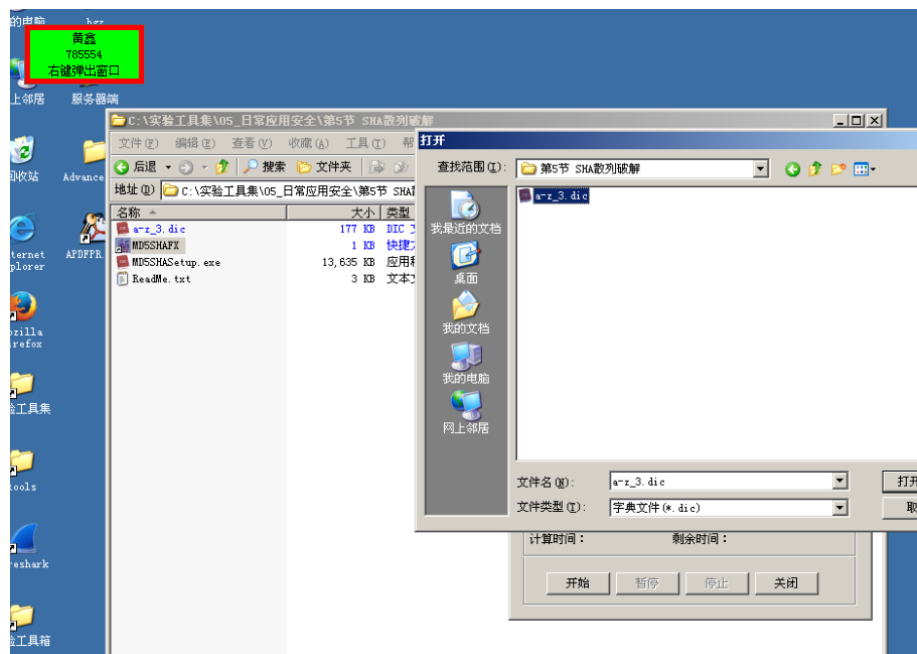 的电脑
hgz
黄鑫
785554
右键弹出窗口
上邻居
服务器端
回收站
Advance
ternet
plorer
APDFPR
ozilla
irefox
验工具集
tools
reshark
验工具箱
C:\实验工具集\05_日常应用安全\第5节 SHA散列破解
文件(F) 编辑(E) 查看(V) 收藏(A) 工具(T) 帮
后退 搜索 文件夹
地址(D) C:\实验工具集\05_日常应用安全\第5节 SHA
名称 大小 类型
a-z_3.dic 177 KB DIC
MD5SHAFX 1 KB 快捷
MD5SHASetup.exe 13,635 KB 应用
ReadMe.txt 3 KB 文本
打开
查找范围(I): 第5节 SHA散列破解
a-z_3.dic
我最近的文档
桌面
我的文档
我的电脑
网上邻居
文件名(N): a-z_3.dic 打开
文件类型(T): 字典文件(*.dic) 取
计算时间： 剩余时间：
开始 暂停 停止 关闭